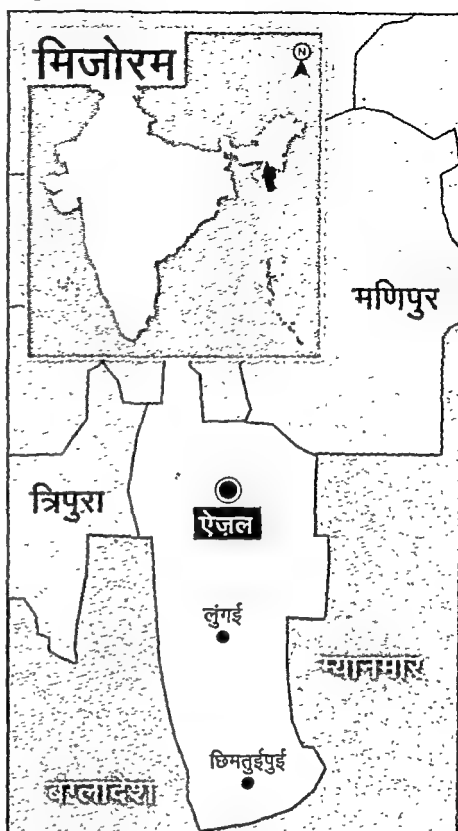 मिजोरम
N
मणिपुर
त्रिपुरा
ऐज़ल
लुंगई
म्यानमार
छिमतुईपुई
बंग्लादेश